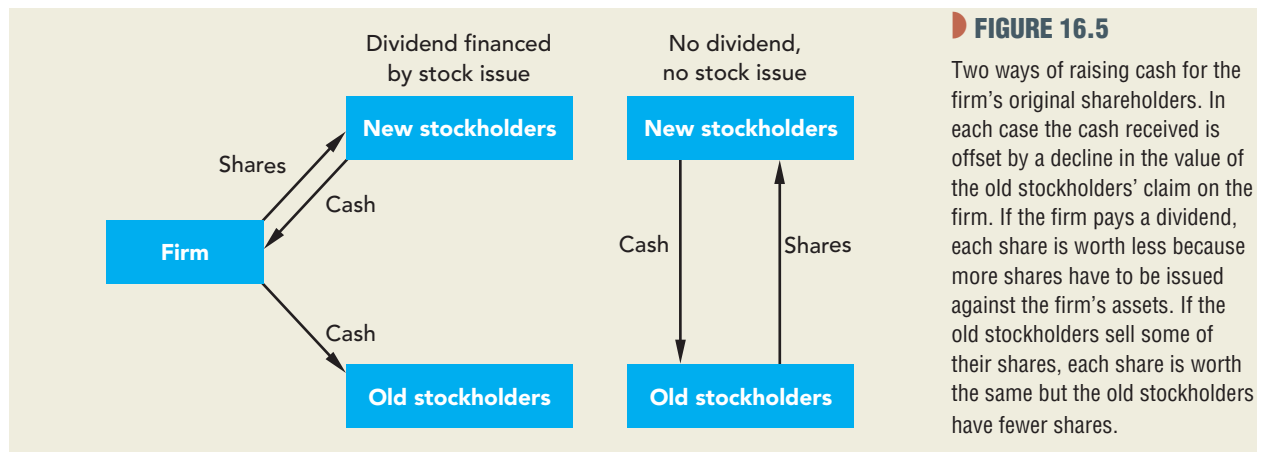 Dividend financed
by stock issue
New stockholders
Shares
Cash
Firm
Cash
Old stockholders
No dividend,
no stock issue
New stockholders
Cash
Shares
Old stockholders
FIGURE 16.5
Two ways of raising cash for the
firm's original shareholders. In
each case the cash received is
offset by a decline in the value of
the old stockholders' claim on the
firm. If the firm pays a dividend,
each share is worth less because
more shares have to be issued
against the firm's assets. If the
old stockholders sell some of
their shares, each share is worth
the same but the old stockholders
have fewer shares.